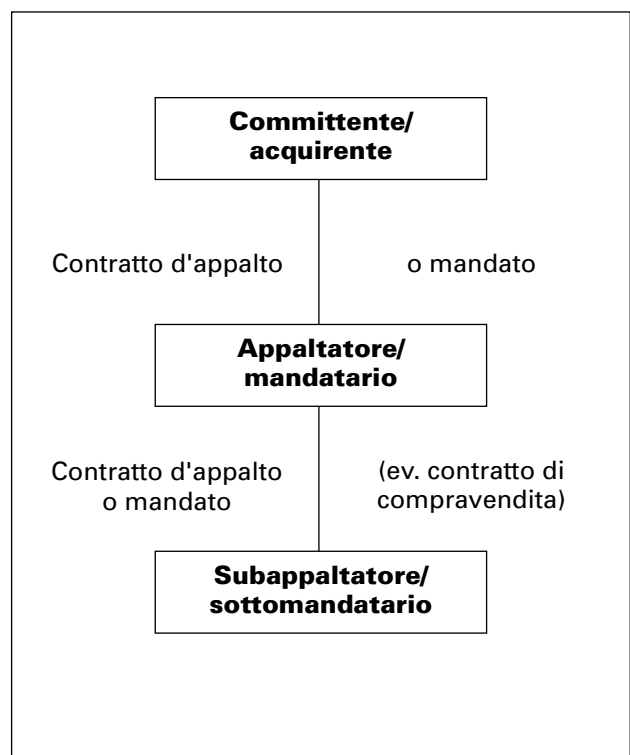 Committente/
acquirente
Contratto d'appalto
o mandato
Appaltatore/
mandatario
Contratto d'appalto
o mandato
(ev. contratto di
compravendita)
Subappaltatore/
sottomandatario